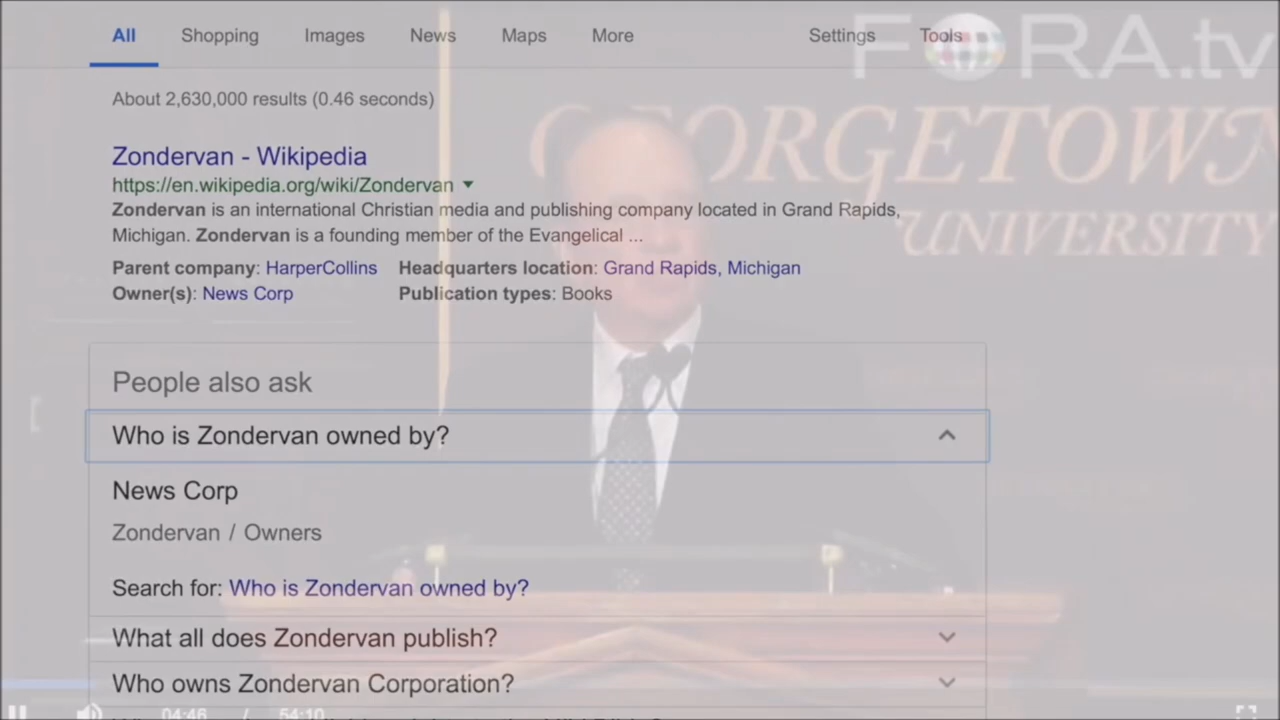 All Shopping Images News Maps More Settings Tools
FORA.tv
About 2,630,000 results (0.46 seconds)
GEORGETOWN
UNIVERSITY
Zondervan - Wikipedia
https://en.wikipedia.org/wiki/Zondervan
Zondervan is an international Christian media and publishing company located in Grand Rapids,
Michigan. Zondervan is a founding member of the Evangelical ...
Parent company: HarperCollins Headquarters location: Grand Rapids, Michigan
Owner(s): News Corp Publication types: Books
People also ask
Who is Zondervan owned by?
News Corp
Zondervan / Owners
Search for: Who is Zondervan owned by?
What all does Zondervan publish?
Who owns Zondervan Corporation?
04:46 / 54:10